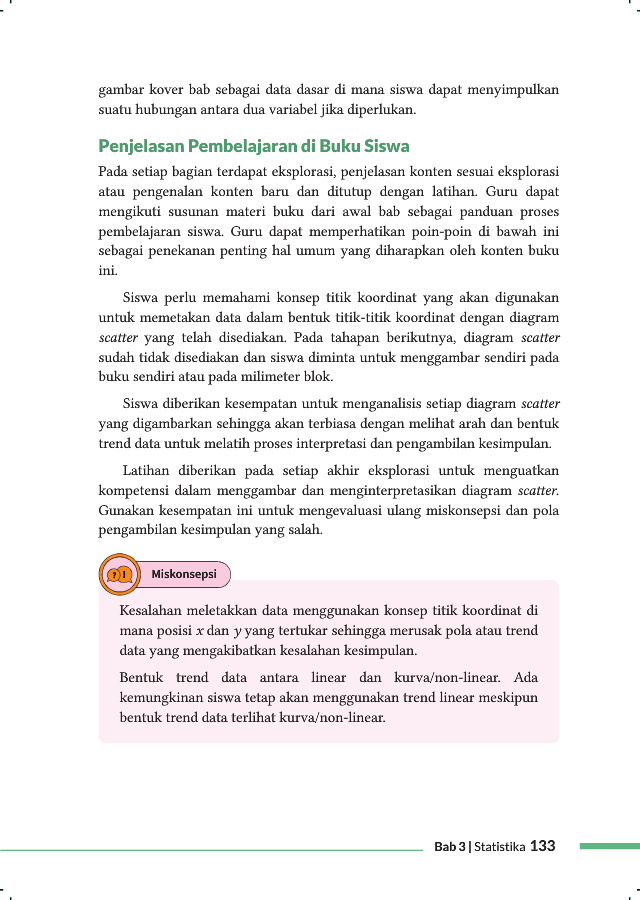 gambar kover bab sebagai data dasar di mana siswa dapat menyimpulkan
suatu hubungan antara dua variabel jika diperlukan.
Penjelasan Pembelajaran di Buku Siswa
Pada setiap bagian terdapat eksplorasi, penjelasan konten sesuai eksplorasi
atau pengenalan konten baru dan ditutup dengan latihan. Guru dapat
mengikuti susunan materi buku dari awal bab sebagai panduan proses
pembelajaran siswa. Guru dapat memperhatikan poin-poin di bawah ini
sebagai penekanan penting hal umum yang diharapkan oleh konten buku
ini.
Siswa perlu memahami konsep titik koordinat yang akan digunakan
untuk memetakan data dalam bentuk titik-titik koordinat dengan diagram
scatter yang telah disediakan. Pada tahapan berikutnya, diagram scatter
sudah tidak disediakan dan siswa diminta untuk menggambar sendiri pada
buku sendiri atau pada milimeter blok.
Siswa diberikan kesempatan untuk menganalisis setiap diagram scatter
yang digambarkan sehingga akan terbiasa dengan melihat arah dan bentuk
trend data untuk melatih proses interpretasi dan pengambilan kesimpulan.
Latihan diberikan pada setiap akhir eksplorasi untuk menguatkan
kompetensi dalam menggambar dan menginterpretasikan diagram scatter.
Gunakan kesempatan ini untuk mengevaluasi ulang miskonsepsi dan pola
pengambilan kesimpulan yang salah.
? ! Miskonsepsi
Kesalahan meletakkan data menggunakan konsep titik koordinat di
mana posisi x dan y yang tertukar sehingga merusak pola atau trend
data yang mengakibatkan kesalahan kesimpulan.
Bentuk trend data antara linear dan kurva/non-linear. Ada
kemungkinan siswa tetap akan menggunakan trend linear meskipun
bentuk trend data terlihat kurva/non-linear.
Bab 3 | Statistika 133